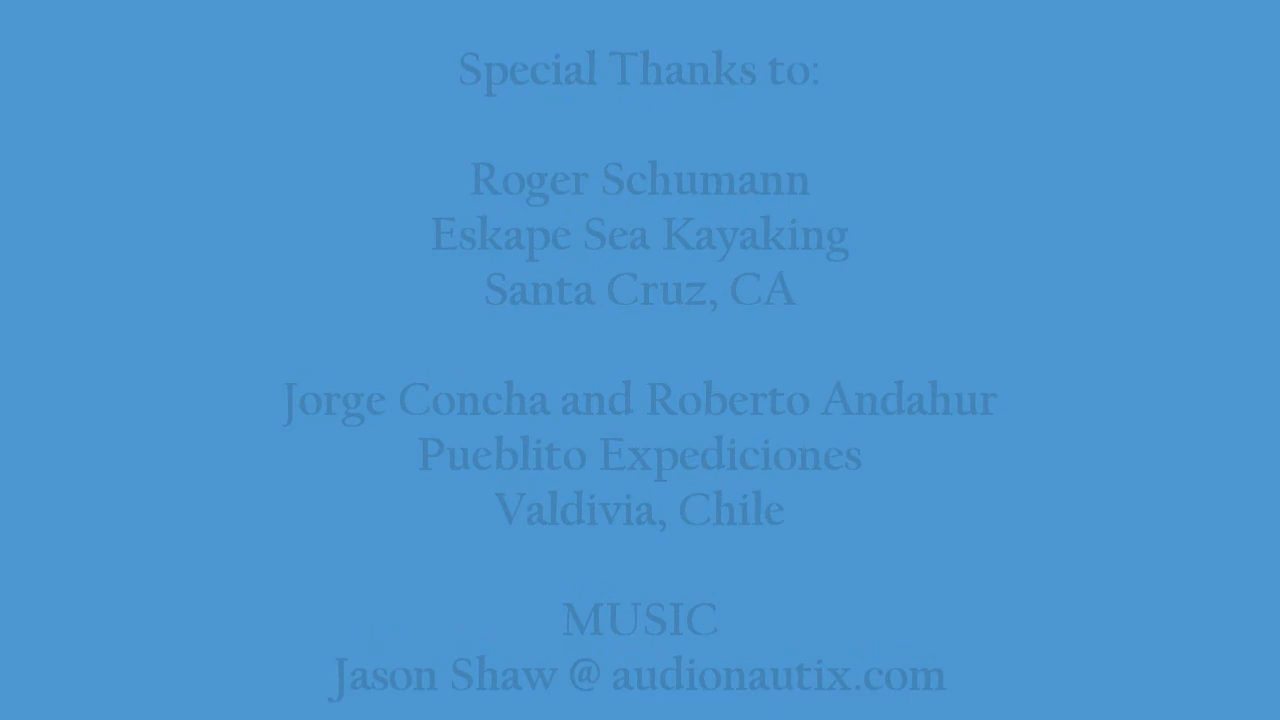 Special Thanks to:
Roger Schumann
Eskape Sea Kayaking
Santa Cruz, CA
Jorge Concha and Roberto Andahur
Pueblito Expediciones
Valdivia, Chile
MUSIC
Jason Shaw @ audionautix.com